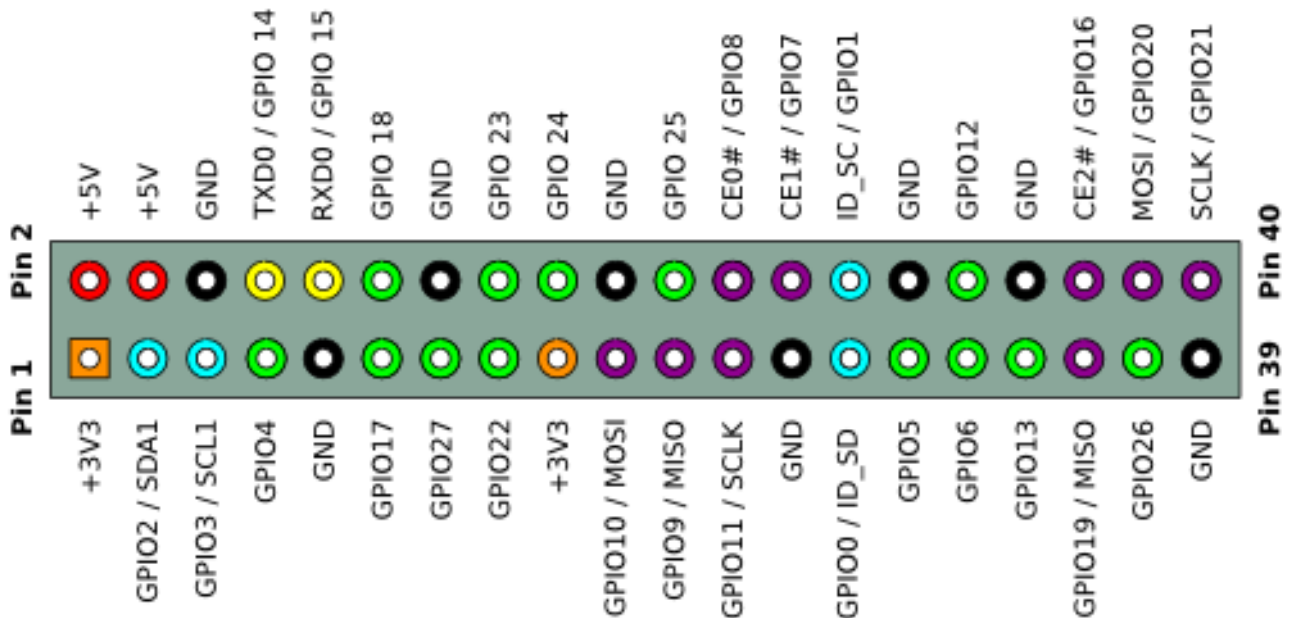 Pin 2
+5V
+5V
GND
TXD0 / GPIO 14
RXD0 / GPIO 15
GPIO 18
GND
GPIO 23
GPIO 24
GND
GPIO 25
CE0# / GPIO8
CE1# / GPIO7
ID_SC / GPIO1
GND
GPIO12
GND
CE2# / GPIO16
MOSI / GPIO20
SCLK / GPIO21
Pin 40
Pin 1
+3V3
GPIO2 / SDA1
GPIO3 / SCL1
GPIO4
GND
GPIO17
GPIO27
GPIO22
+3V3
GPIO10 / MOSI
GPIO9 / MISO
GPIO11 / SCLK
GND
GPIO0 / ID_SD
GPIO5
GPIO6
GPIO13
GPIO19 / MISO
GPIO26
GND
Pin 39